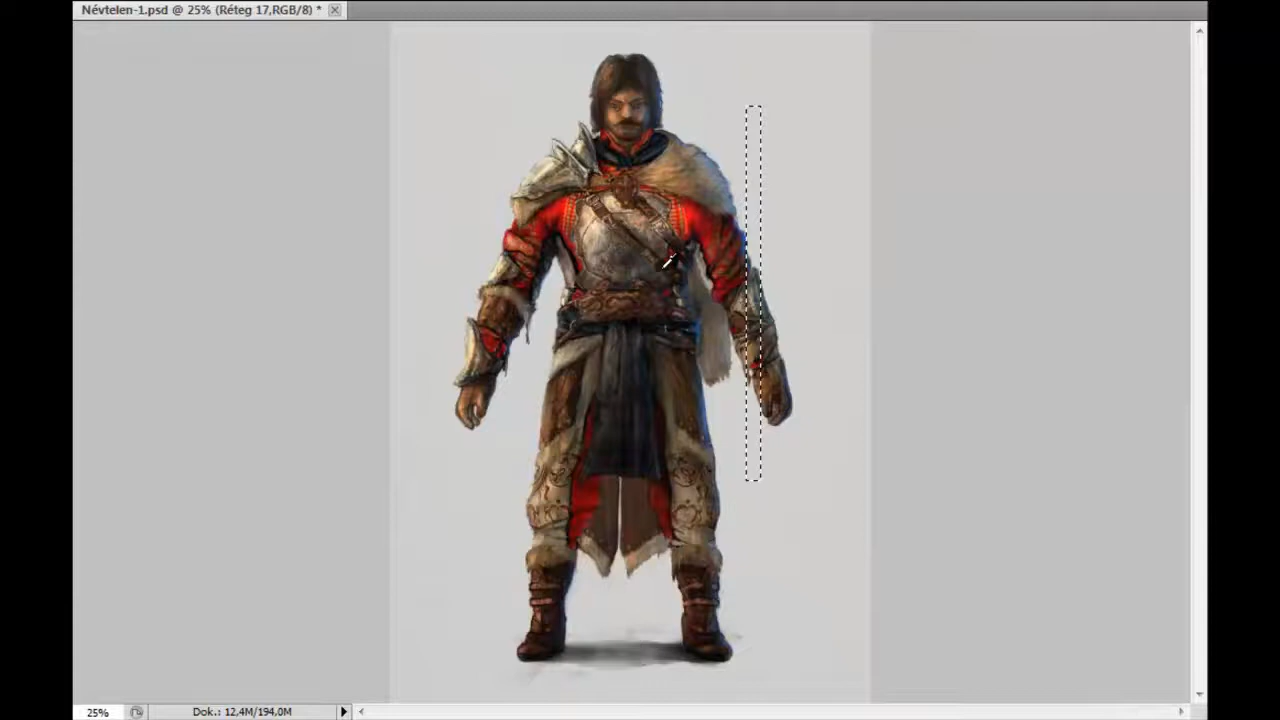 Névtelen-1.psd @ 25% (Réteg 17,RGB/8) *
25%
Dok.: 12,4M/194,0M